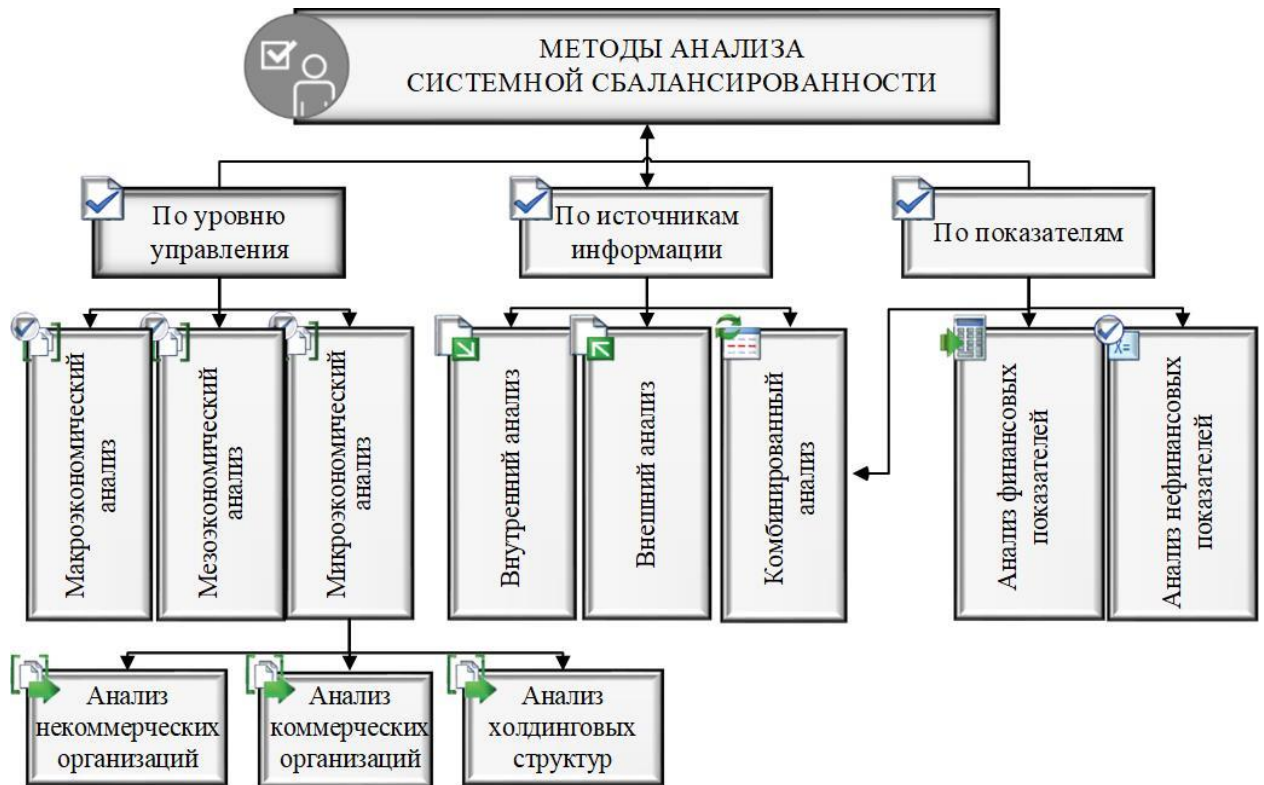 МЕТОДЫ АНАЛИЗА
СИСТЕМНОЙ СБАЛАНСИРОВАННОСТИ
По уровню
управления
По источникам
информации
По показателям
Макроэкономический
анализ
Мезоэкономический
анализ
Микроэкономический
анализ
Внутренний анализ
Внешний анализ
Комбинированный
анализ
X=
Анализ финансовых
показателей
Анализ нефинансовых
показателей
Анализ
некоммерческих
организаций
Анализ
коммерческих
организаций
Анализ
холдинговых
структур